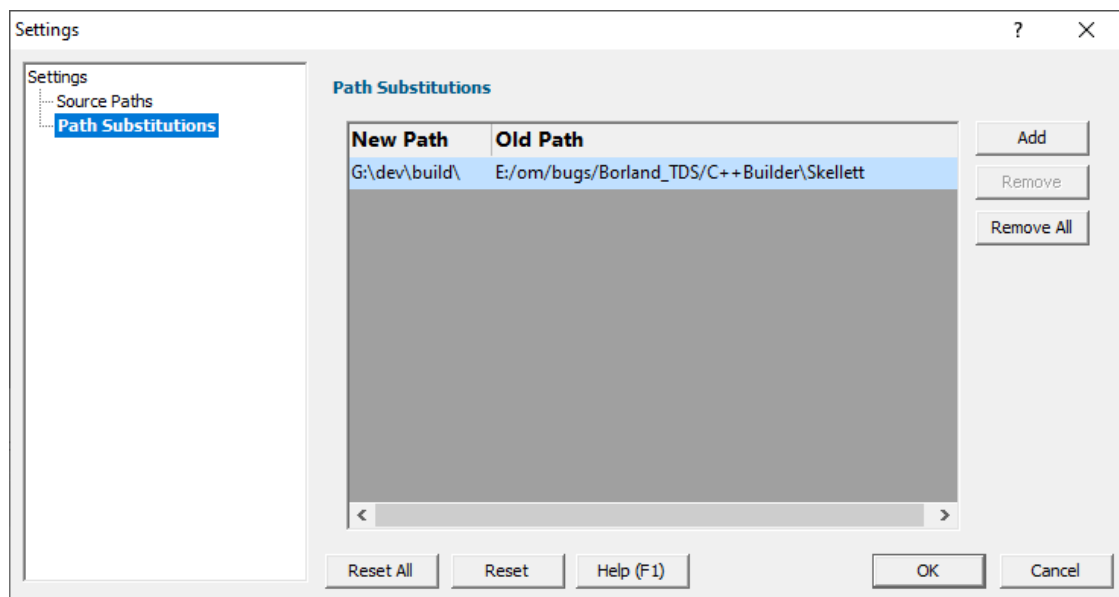 Settings
?
Settings
Source Paths
Path Substitutions
Path Substitutions
New Path Old Path
G:\dev\build\ E:/om/bugs/Borland_TDS/C++Builder\Skellett
Add
Remove
Remove All
Reset All Reset Help (F1) OK Cancel